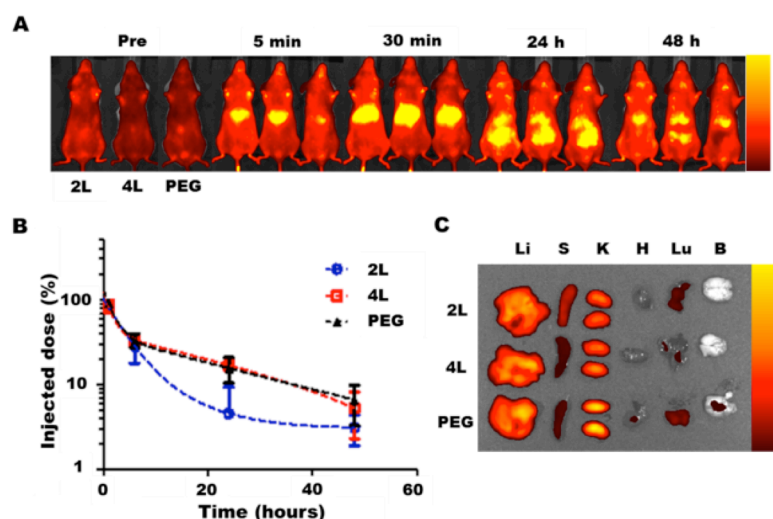 A
Pre 5 min 30 min 24 h 48 h
2L 4L PEG
B
Injected dose (%)
100
10
1
0 20 40 60
Time (hours)
2L
4L
PEG
C
Li S K H Lu B
2L
4L
PEG